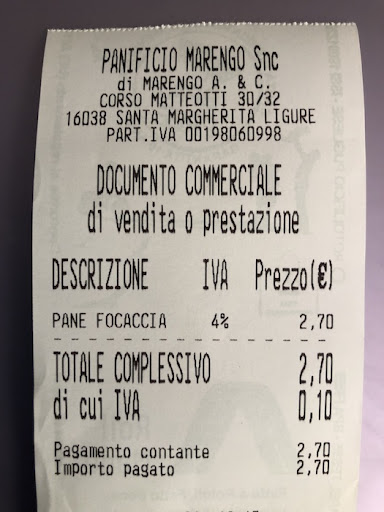 PANIFICIO MARENGO Snc
di MARENGO A. & C.
CORSO MATTEOTTI 30/32
16038 SANTA MARGHERITA LIGURE
PART.IVA 00198060998
DOCUMENTO COMMERCIALE
di vendita o prestazione
DESCRIZIONE IVA Prezzo(€)
PANE FOCACCIA 4% 2,70
TOTALE COMPLESSIVO 2,70
di cui IVA 0,10
Pagamento contante 2,70
Importo pagato 2,70